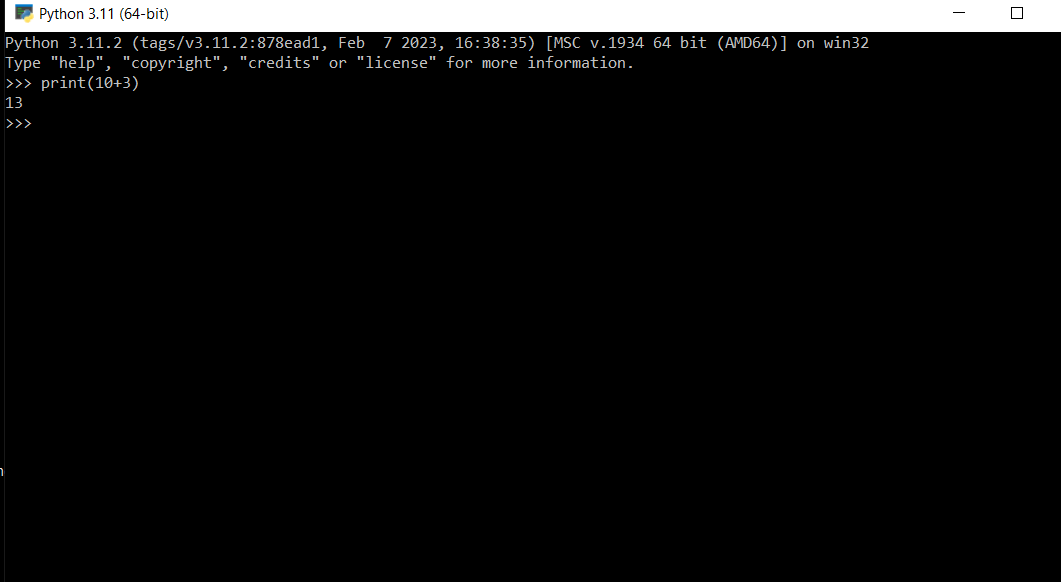 Python 3.11 (64-bit)
Python 3.11.2 (tags/v3.11.2:878ead1, Feb  7 2023, 16:38:35) [MSC v.1934 64 bit (AMD64)] on win32
Type "help", "copyright", "credits" or "license" for more information.
>>> print(10+3)
13
>>>